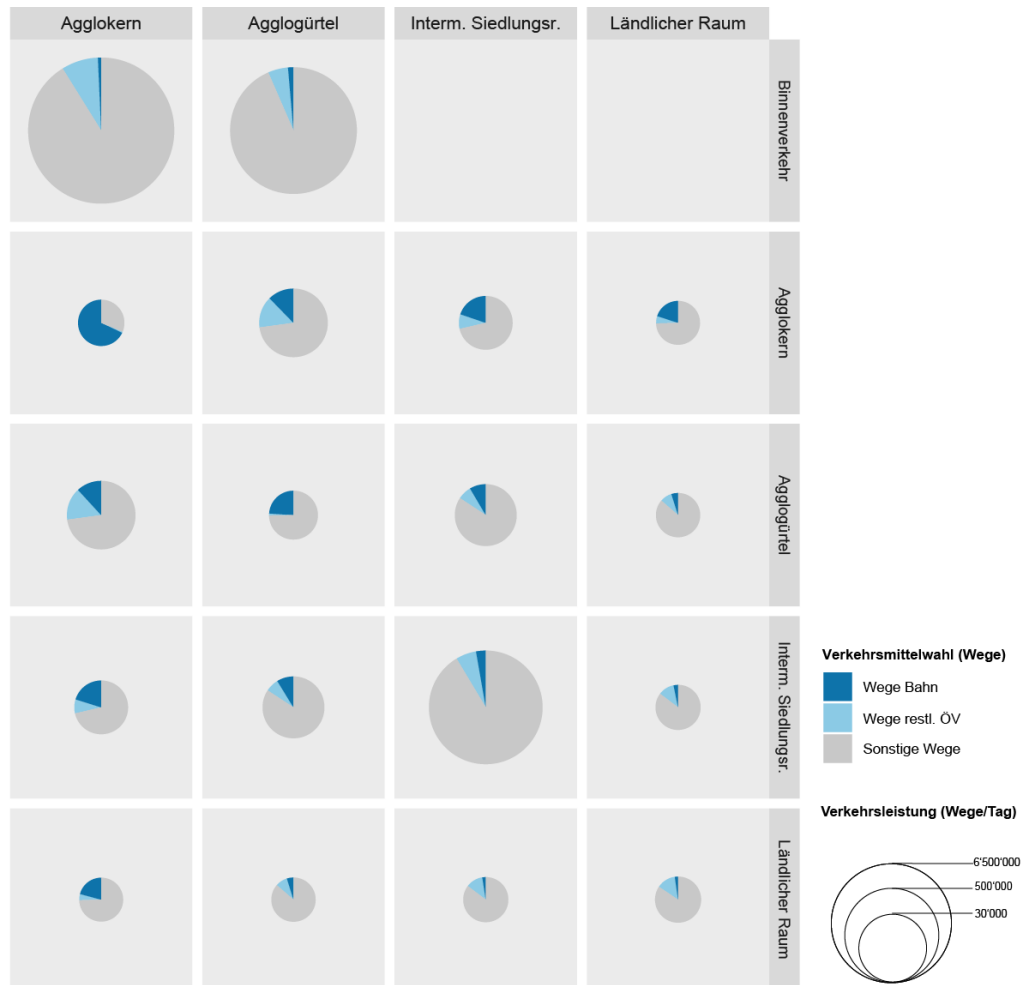 Agglokern
Agglogürtel
Interm. Siedlungsr.
Ländlicher Raum
Binnenverkehr
Agglokern
Agglogürtel
Interm. Siedlungsr.
Ländlicher Raum
Verkehrsmittelwahl (Wege)
Wege Bahn
Wege restl. ÖV
Sonstige Wege
Verkehrsleistung (Wege/Tag)
6'500'000
500'000
30'000